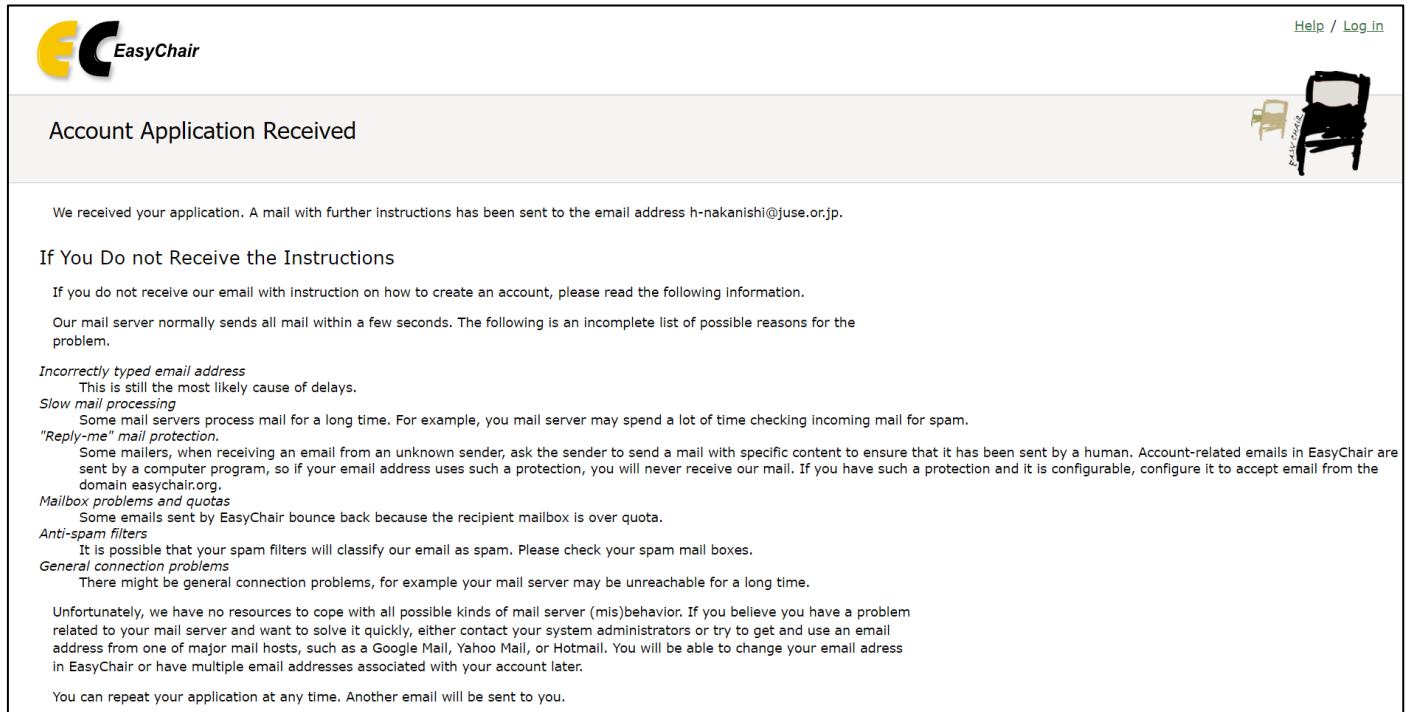 EC EasyChair
Help / Log in
Account Application Received
EASY CHAIR
We received your application. A mail with further instructions has been sent to the email address h-nakanishi@juse.or.jp.
If You Do not Receive the Instructions
If you do not receive our email with instruction on how to create an account, please read the following information.
Our mail server normally sends all mail within a few seconds. The following is an incomplete list of possible reasons for the
problem.
Incorrectly typed email address
This is still the most likely cause of delays.
Slow mail processing
Some mail servers process mail for a long time. For example, you mail server may spend a lot of time checking incoming mail for spam.
"Reply-me" mail protection.
Some mailers, when receiving an email from an unknown sender, ask the sender to send a mail with specific content to ensure that it has been sent by a human. Account-related emails in EasyChair are
sent by a computer program, so if your email address uses such a protection, you will never receive our mail. If you have such a protection and it is configurable, configure it to accept email from the
domain easychair.org.
Mailbox problems and quotas
Some emails sent by EasyChair bounce back because the recipient mailbox is over quota.
Anti-spam filters
It is possible that your spam filters will classify our email as spam. Please check your spam mail boxes.
General connection problems
There might be general connection problems, for example your mail server may be unreachable for a long time.
Unfortunately, we have no resources to cope with all possible kinds of mail server (mis)behavior. If you believe you have a problem
related to your mail server and want to solve it quickly, either contact your system administrators or try to get and use an email
address from one of major mail hosts, such as a Google Mail, Yahoo Mail, or Hotmail. You will be able to change your email adress
in EasyChair or have multiple email addresses associated with your account later.
You can repeat your application at any time. Another email will be sent to you.